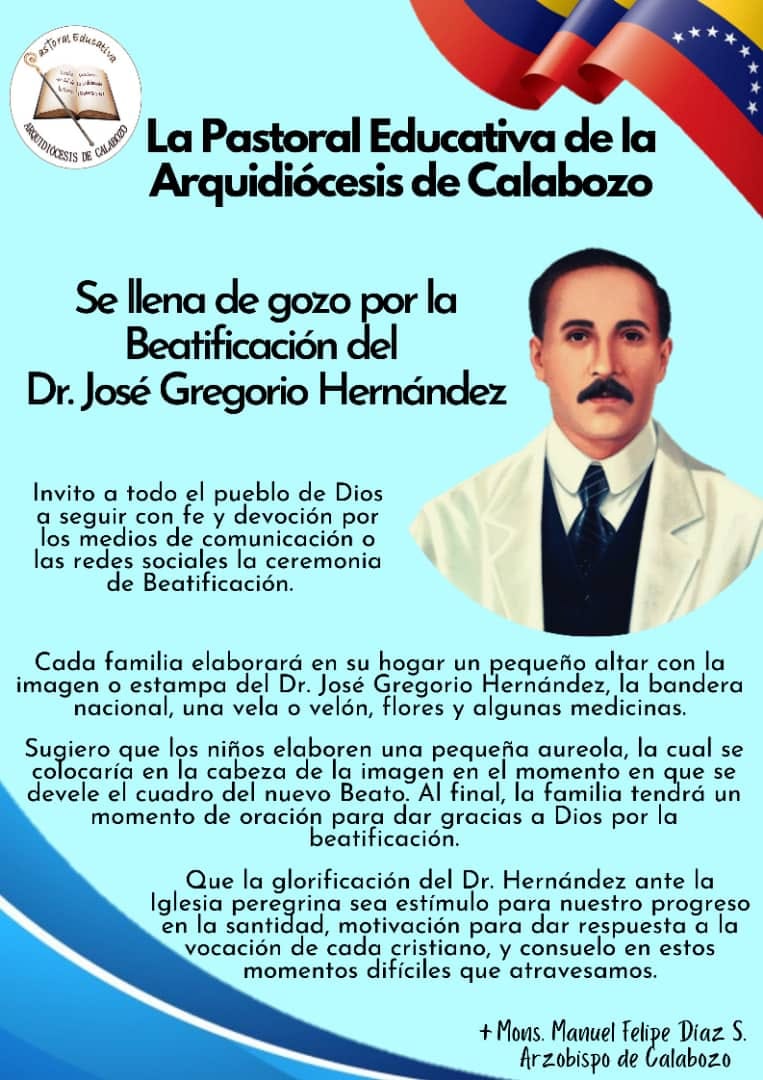 Pastoral Educativa
ARQUIDIÓCESIS DE CALABOZO
La Pastoral Educativa de la
Arquidiócesis de Calabozo
Se llena de gozo por la
Beatificación del
Dr. José Gregorio Hernández
Invito a todo el pueblo de Dios
a seguir con fe y devoción por
los medios de comunicación o
las redes sociales la ceremonia
de Beatificación.
Cada familia elaborará en su hogar un pequeño altar con la
imagen o estampa del Dr. José Gregorio Hernández, la bandera
nacional, una vela o velón, flores y algunas medicinas.
Sugiero que los niños elaboren una pequeña aureola, la cual se
colocaría en la cabeza de la imagen en el momento en que se
devele el cuadro del nuevo Beato. Al final, la familia tendrá un
momento de oración para dar gracias a Dios por la
beatificación.
Que la glorificación del Dr. Hernández ante la
Iglesia peregrina sea estímulo para nuestro progreso
en la santidad, motivación para dar respuesta a la
vocación de cada cristiano, y consuelo en estos
momentos difíciles que atravesamos.
+ Mons. Manuel Felipe Díaz S.
Arzobispo de Calabozo